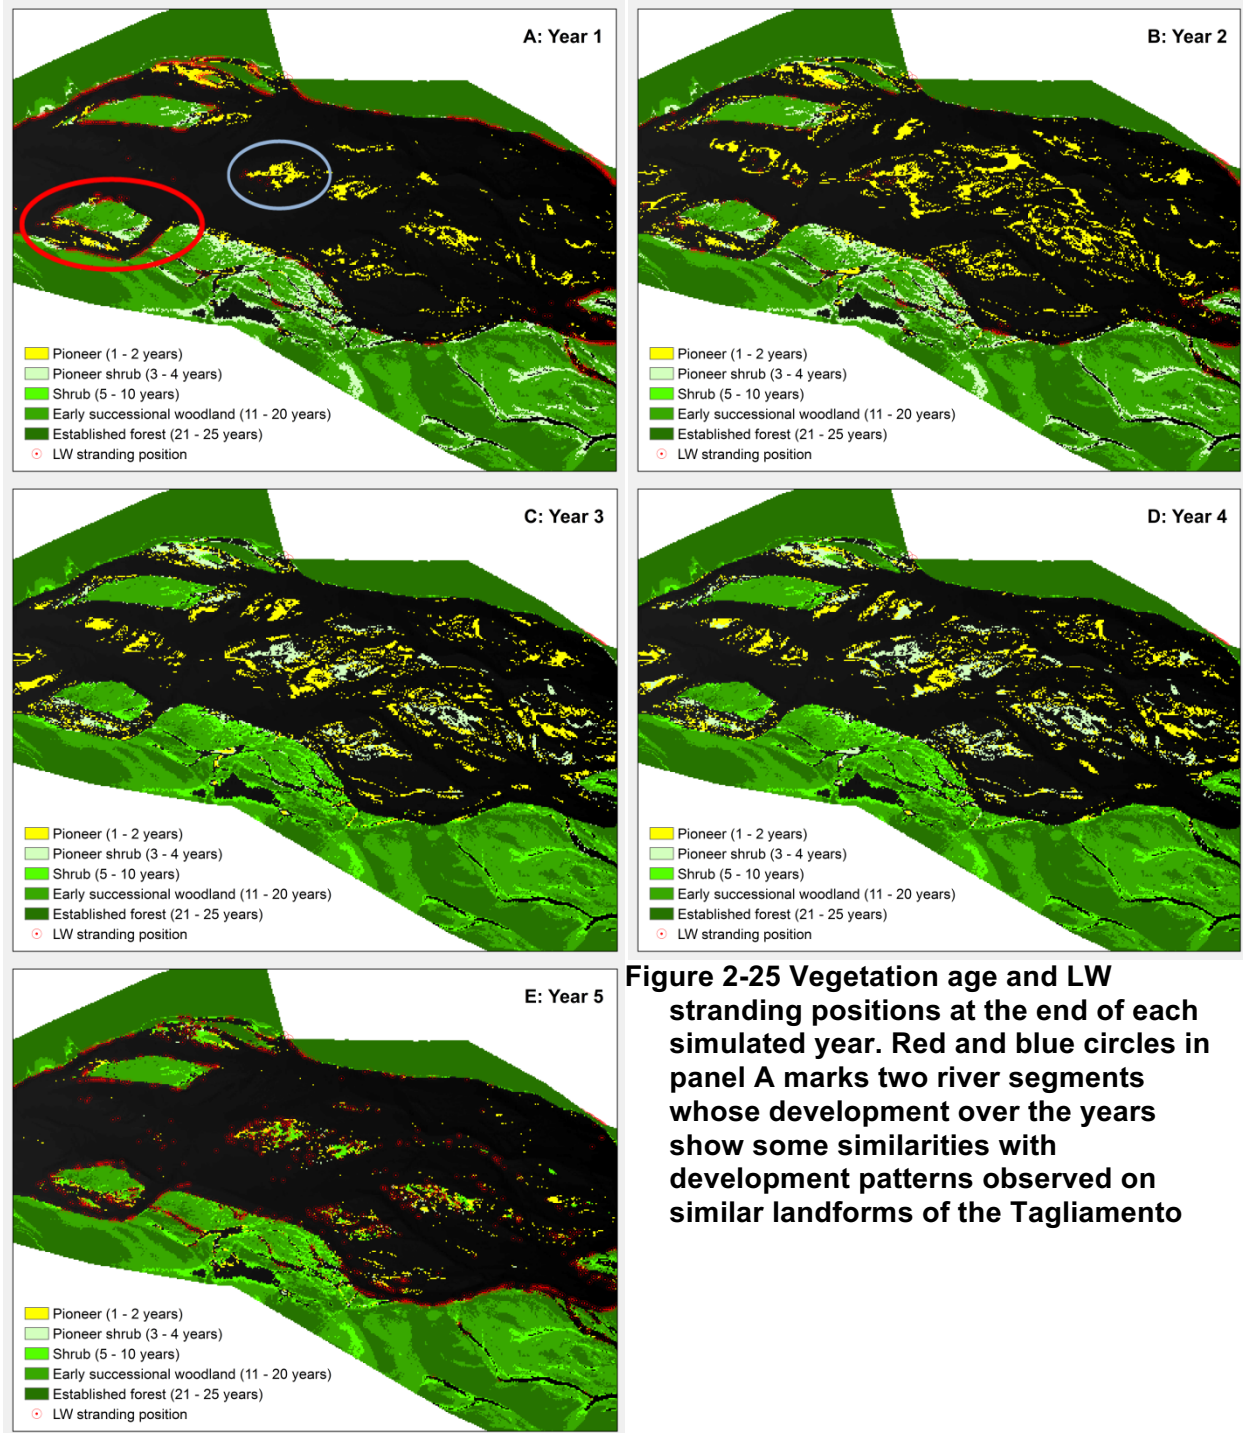 A: Year 1
Pioneer (1 - 2 years)
Pioneer shrub (3 - 4 years)
Shrub (5 - 10 years)
Early successional woodland (11 - 20 years)
Established forest (21 - 25 years)
LW stranding position
B: Year 2
Pioneer (1 - 2 years)
Pioneer shrub (3 - 4 years)
Shrub (5 - 10 years)
Early successional woodland (11 - 20 years)
Established forest (21 - 25 years)
LW stranding position
C: Year 3
Pioneer (1 - 2 years)
Pioneer shrub (3 - 4 years)
Shrub (5 - 10 years)
Early successional woodland (11 - 20 years)
Established forest (21 - 25 years)
LW stranding position
D: Year 4
Pioneer (1 - 2 years)
Pioneer shrub (3 - 4 years)
Shrub (5 - 10 years)
Early successional woodland (11 - 20 years)
Established forest (21 - 25 years)
LW stranding position
E: Year 5
Pioneer (1 - 2 years)
Pioneer shrub (3 - 4 years)
Shrub (5 - 10 years)
Early successional woodland (11 - 20 years)
Established forest (21 - 25 years)
LW stranding position
Figure 2-25 Vegetation age and LW
stranding positions at the end of each
simulated year. Red and blue circles in
panel A marks two river segments
whose development over the years
show some similarities with
development patterns observed on
similar landforms of the Tagliamento